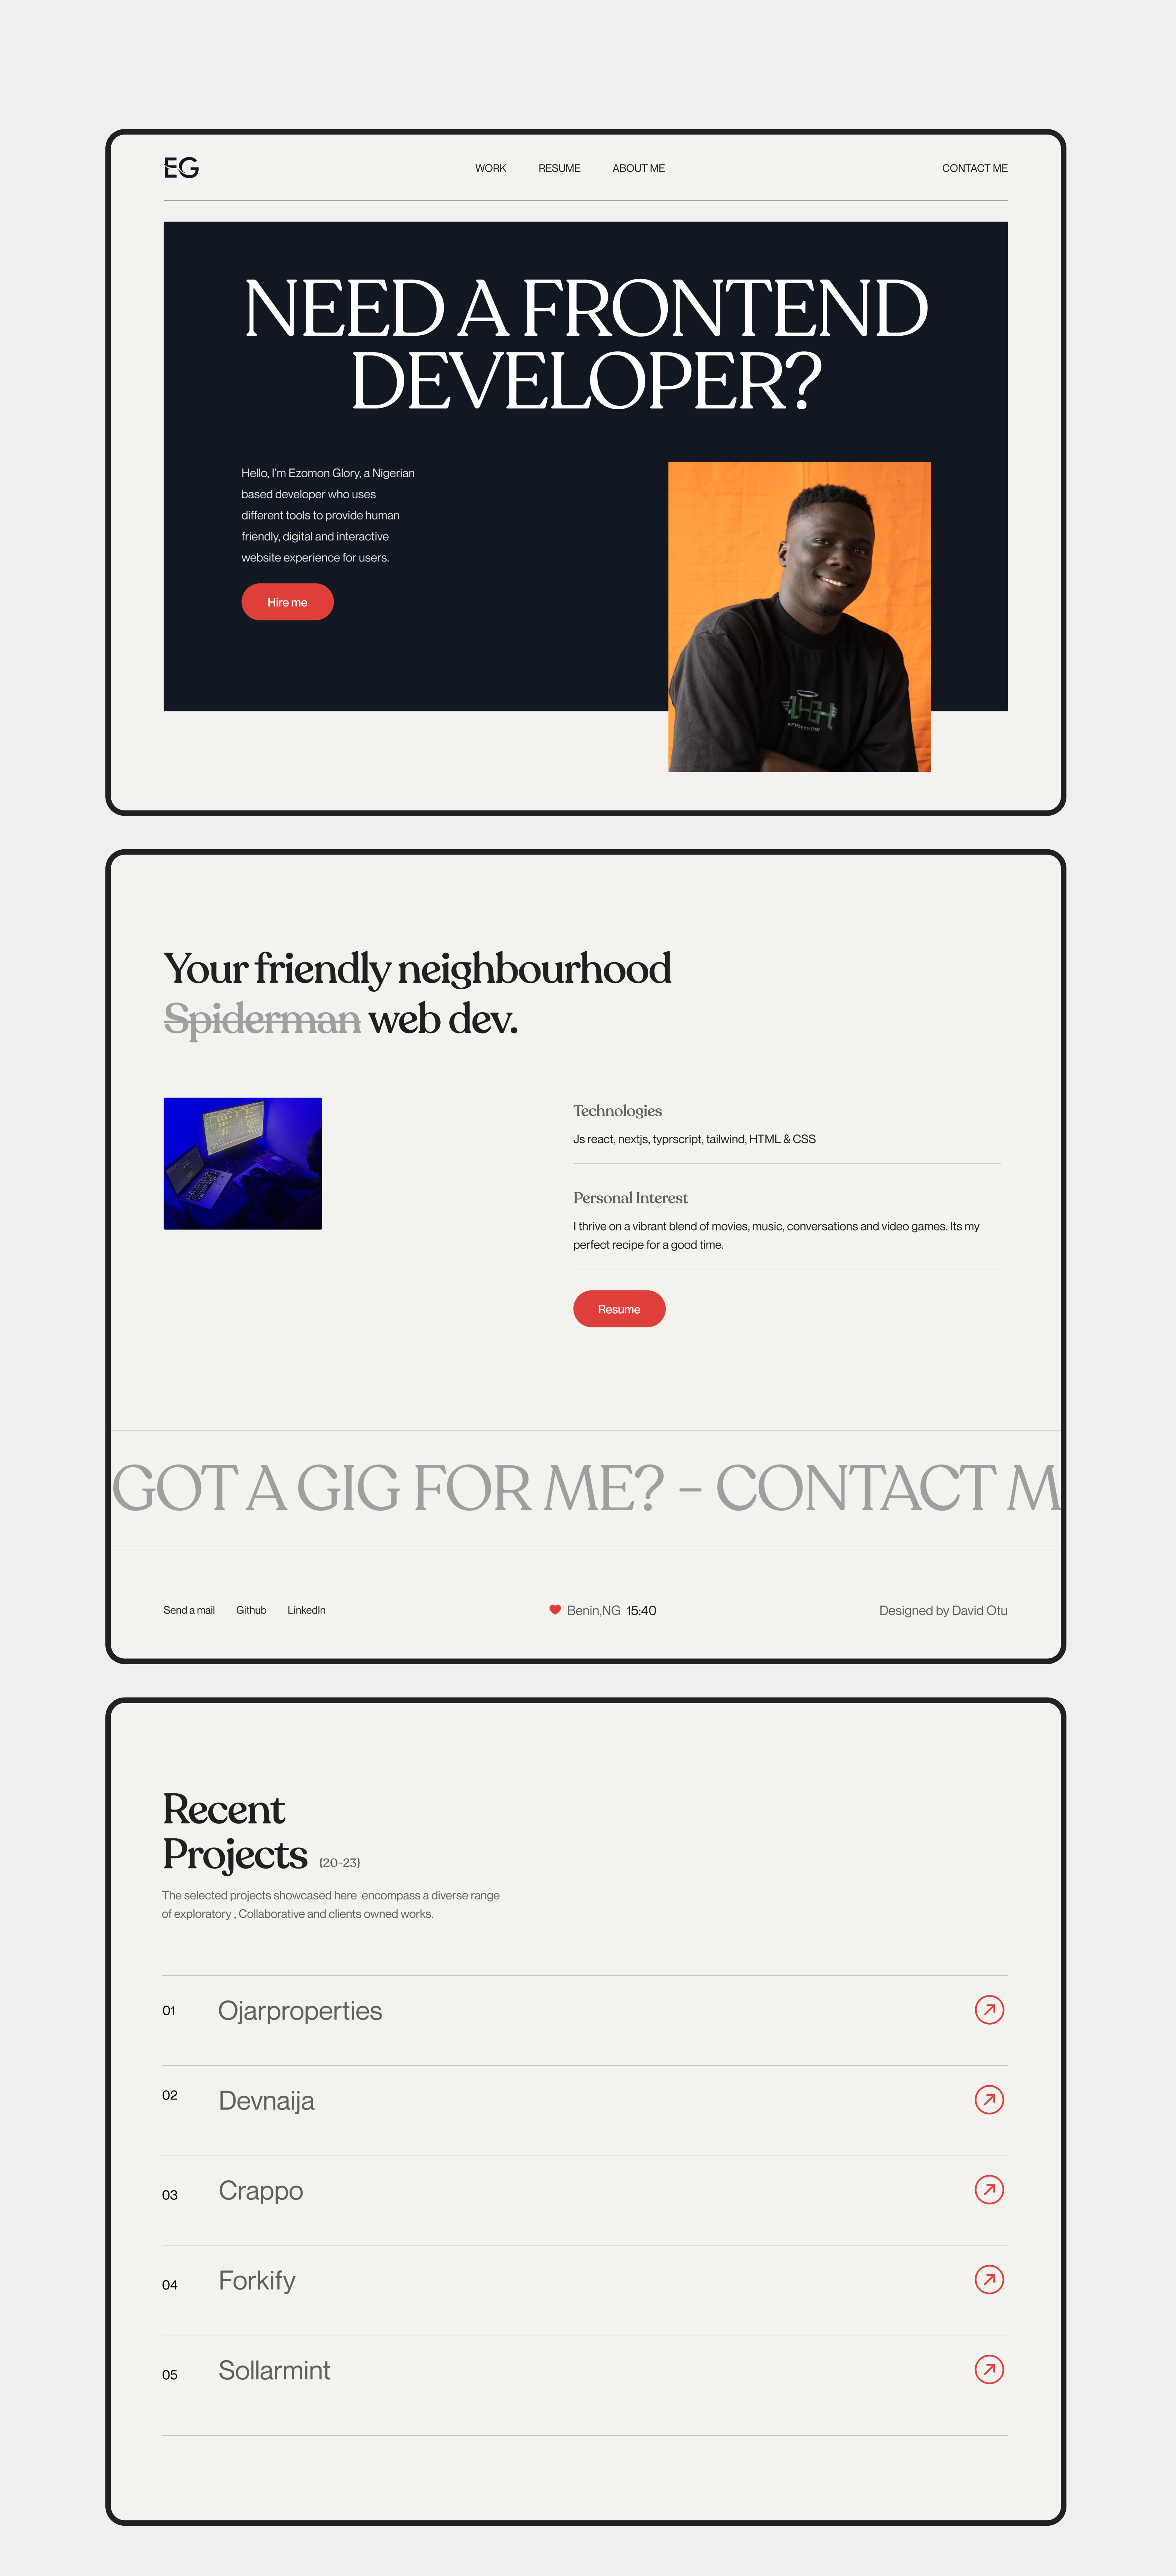 EG
WORK RESUME ABOUT ME CONTACT ME
NEED A FRONTEND
DEVELOPER?
Hello, I'm Ezomon Glory, a Nigerian
based developer who uses
different tools to provide human
friendly, digital and interactive
website experience for users.
Hire me
Your friendly neighbourhood
Spiderman web dev.
Technologies
Js react, nextjs, typrscript, tailwind, HTML & CSS
Personal Interest
I thrive on a vibrant blend of movies, music, conversations and video games. Its my
perfect recipe for a good time.
Resume
GOT A GIG FOR ME? – CONTACT M
Send a mail Github LinkedIn Benin,NG 15:40 Designed by David Otu
Recent
Projects {20-23}
The selected projects showcased here encompass a diverse range
of exploratory , Collaborative and clients owned works.
01 Ojarproperties
02 Devnaija
03 Crappo
04 Forkify
05 Sollarmint